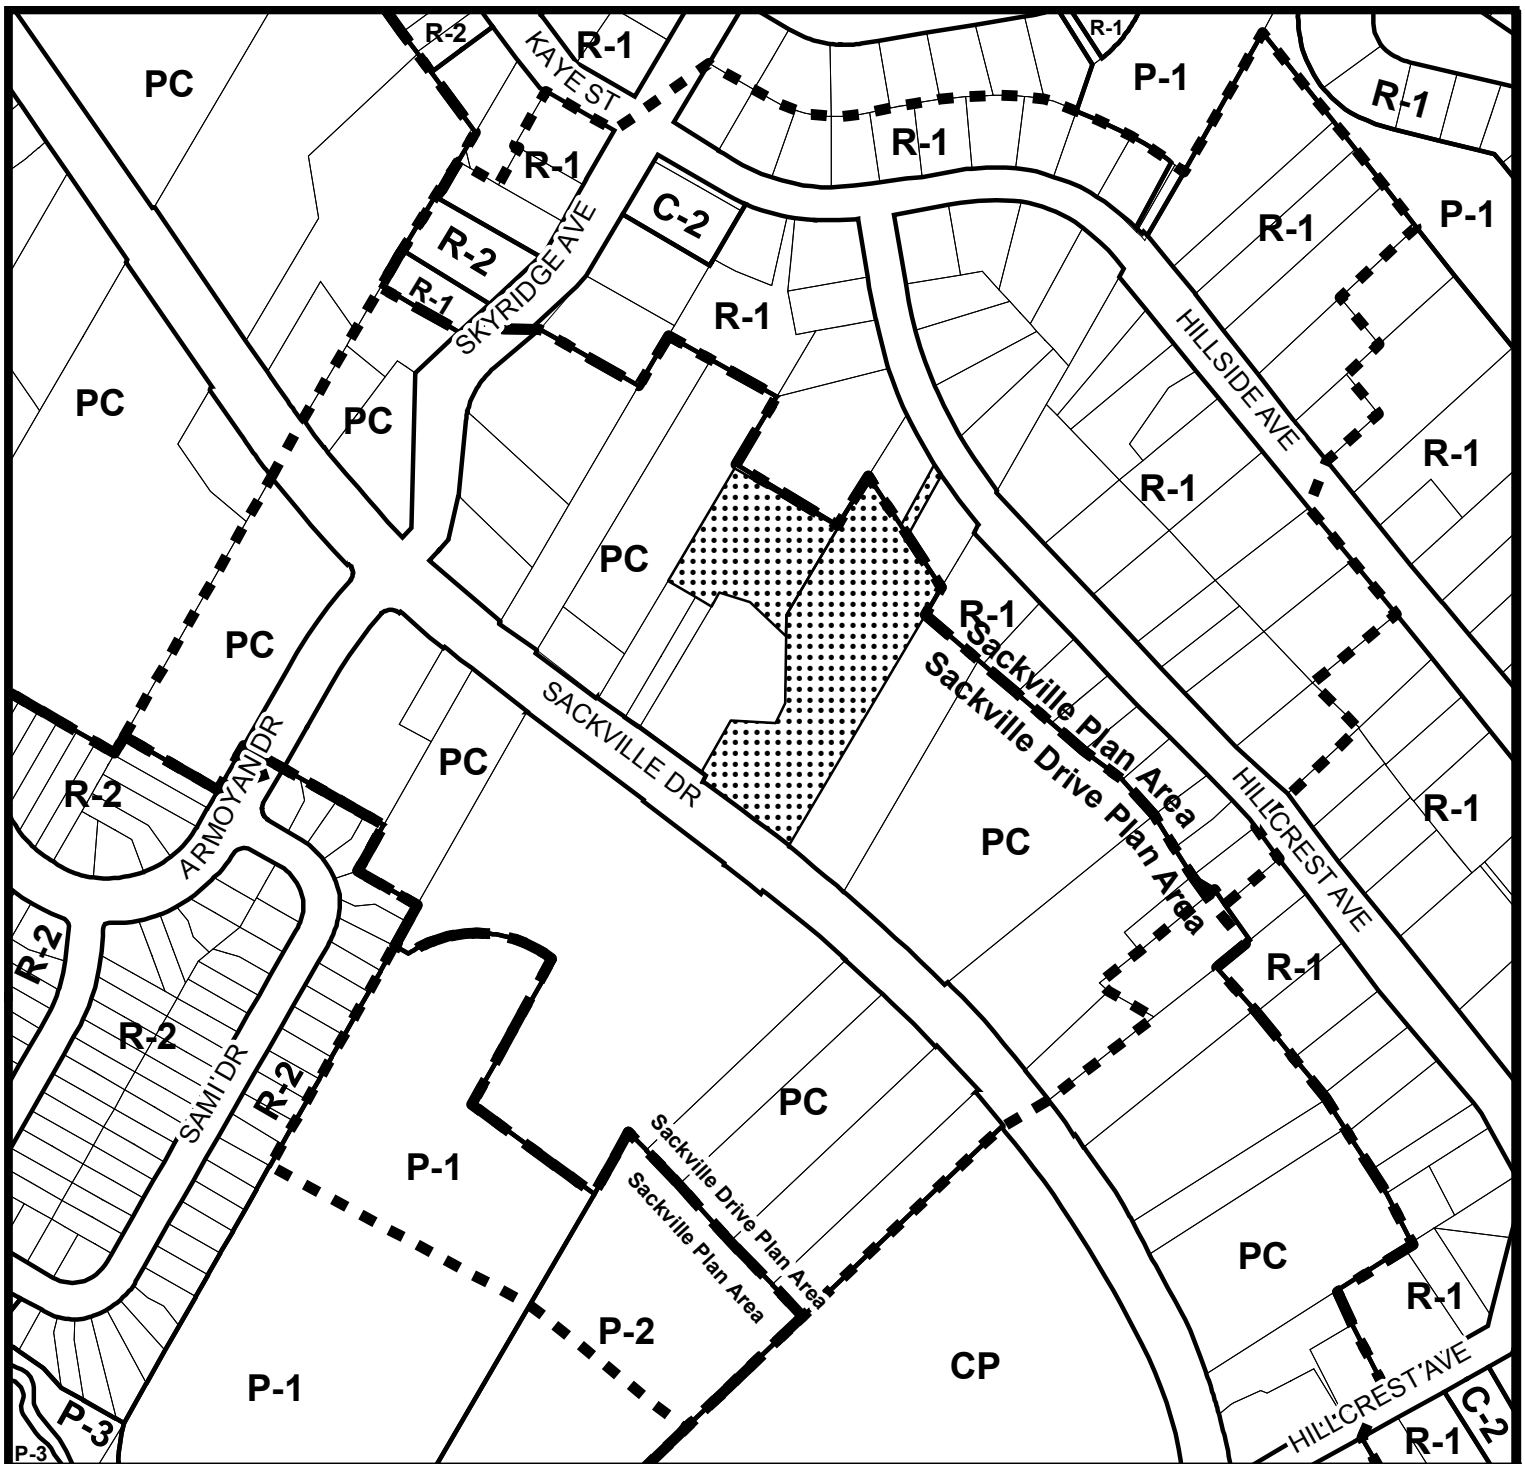 R-2
R-1
R-1
KAYE ST
PC
P-1
R-1
R-1
R-1
C-2
R-1
P-1
R-2
SKYRIDGE AVE
R-1
R-1
HILLSIDE AVE
PC
PC
R-1
R-1
PC
R-1
PC
Sackville Plan Area
Sackville Drive Plan Area
SACKVILLE DR
PC
ARMOYAN DR
R-2
HILLCREST AVE
R-1
PC
R-2
R-1
R-2
SAMI DR
R-2
PC
P-1
Sackville Drive Plan Area
Sackville Plan Area
PC
R-1
P-2
CP
P-1
HILLCREST AVE
C-2
P-3
R-1
P-3